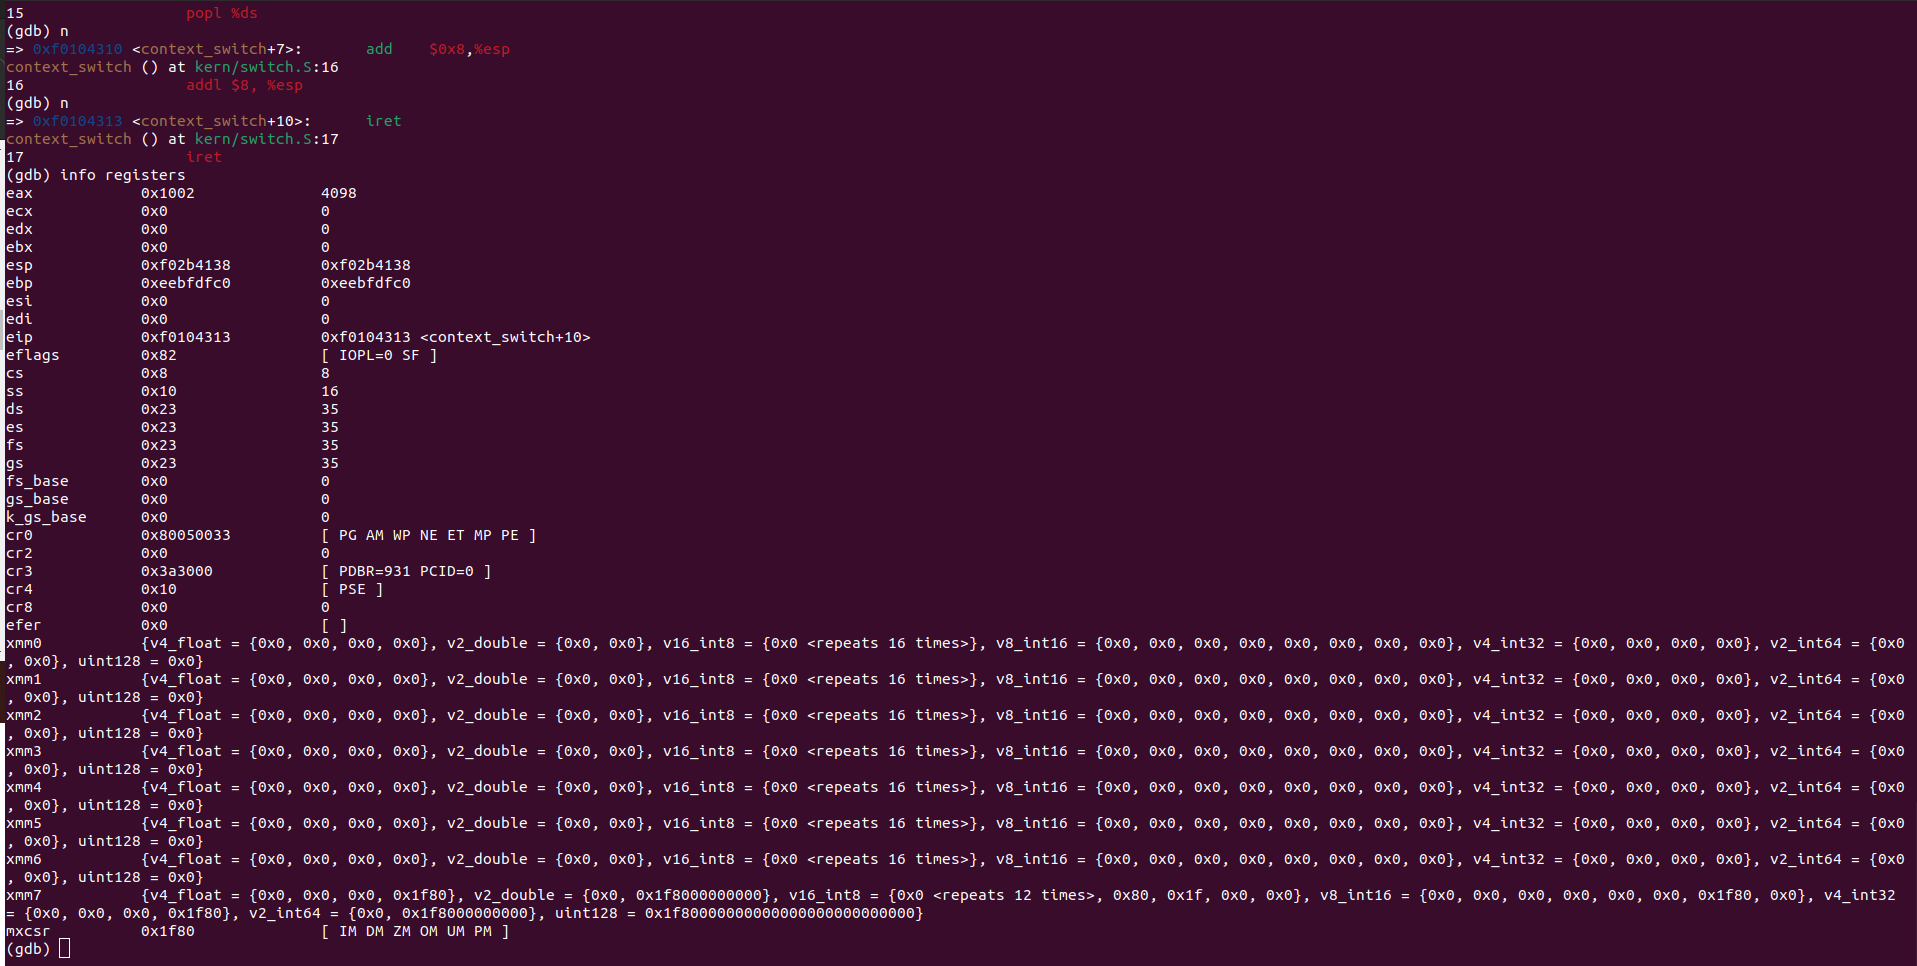 15                  popl %ds
(gdb) n
=> 0xf0104310 <context_switch+7>:       add    $0x8,%esp
context_switch () at kern/switch.S:16
16                  addl $8, %esp
(gdb) n
=> 0xf0104313 <context_switch+10>:      iret
context_switch () at kern/switch.S:17
17                  iret
(gdb) info registers
eax            0x1002              4098
ecx            0x0                 0
edx            0x0                 0
ebx            0x0                 0
esp            0xf02b4138          0xf02b4138
ebp            0xeebfdfc0          0xeebfdfc0
esi            0x0                 0
edi            0x0                 0
eip            0xf0104313          0xf0104313 <context_switch+10>
eflags         0x82                [ IOPL=0 SF ]
cs             0x8                 8
ss             0x10                16
ds             0x23                35
es             0x23                35
fs             0x23                35
gs             0x23                35
fs_base        0x0                 0
gs_base        0x0                 0
k_gs_base      0x0                 0
cr0            0x80050033          [ PG AM WP NE ET MP PE ]
cr2            0x0                 0
cr3            0x3a3000            [ PDBR=931 PCID=0 ]
cr4            0x10                [ PSE ]
cr8            0x0                 0
efer           0x0                 [ ]
xmm0           {v4_float = {0x0, 0x0, 0x0, 0x0}, v2_double = {0x0, 0x0}, v16_int8 = {0x0 <repeats 16 times>}, v8_int16 = {0x0, 0x0, 0x0, 0x0, 0x0, 0x0, 0x0, 0x0}, v4_int32 = {0x0, 0x0, 0x0, 0x0}, v2_int64 = {0x0
, 0x0}, uint128 = 0x0}
xmm1           {v4_float = {0x0, 0x0, 0x0, 0x0}, v2_double = {0x0, 0x0}, v16_int8 = {0x0 <repeats 16 times>}, v8_int16 = {0x0, 0x0, 0x0, 0x0, 0x0, 0x0, 0x0, 0x0}, v4_int32 = {0x0, 0x0, 0x0, 0x0}, v2_int64 = {0x0
, 0x0}, uint128 = 0x0}
xmm2           {v4_float = {0x0, 0x0, 0x0, 0x0}, v2_double = {0x0, 0x0}, v16_int8 = {0x0 <repeats 16 times>}, v8_int16 = {0x0, 0x0, 0x0, 0x0, 0x0, 0x0, 0x0, 0x0}, v4_int32 = {0x0, 0x0, 0x0, 0x0}, v2_int64 = {0x0
, 0x0}, uint128 = 0x0}
xmm3           {v4_float = {0x0, 0x0, 0x0, 0x0}, v2_double = {0x0, 0x0}, v16_int8 = {0x0 <repeats 16 times>}, v8_int16 = {0x0, 0x0, 0x0, 0x0, 0x0, 0x0, 0x0, 0x0}, v4_int32 = {0x0, 0x0, 0x0, 0x0}, v2_int64 = {0x0
, 0x0}, uint128 = 0x0}
xmm4           {v4_float = {0x0, 0x0, 0x0, 0x0}, v2_double = {0x0, 0x0}, v16_int8 = {0x0 <repeats 16 times>}, v8_int16 = {0x0, 0x0, 0x0, 0x0, 0x0, 0x0, 0x0, 0x0}, v4_int32 = {0x0, 0x0, 0x0, 0x0}, v2_int64 = {0x0
, 0x0}, uint128 = 0x0}
xmm5           {v4_float = {0x0, 0x0, 0x0, 0x0}, v2_double = {0x0, 0x0}, v16_int8 = {0x0 <repeats 16 times>}, v8_int16 = {0x0, 0x0, 0x0, 0x0, 0x0, 0x0, 0x0, 0x0}, v4_int32 = {0x0, 0x0, 0x0, 0x0}, v2_int64 = {0x0
, 0x0}, uint128 = 0x0}
xmm6           {v4_float = {0x0, 0x0, 0x0, 0x0}, v2_double = {0x0, 0x0}, v16_int8 = {0x0 <repeats 16 times>}, v8_int16 = {0x0, 0x0, 0x0, 0x0, 0x0, 0x0, 0x0, 0x0}, v4_int32 = {0x0, 0x0, 0x0, 0x0}, v2_int64 = {0x0
, 0x0}, uint128 = 0x0}
xmm7           {v4_float = {0x0, 0x0, 0x0, 0x1f80}, v2_double = {0x0, 0x1f8000000000}, v16_int8 = {0x0 <repeats 12 times>, 0x80, 0x1f, 0x0, 0x0}, v8_int16 = {0x0, 0x0, 0x0, 0x0, 0x0, 0x0, 0x1f80, 0x0}, v4_int32
= {0x0, 0x0, 0x0, 0x1f80}, v2_int64 = {0x0, 0x1f8000000000}, uint128 = 0x1f80000000000000000000000000}
mxcsr          0x1f80              [ IM DM ZM OM UM PM ]
(gdb)